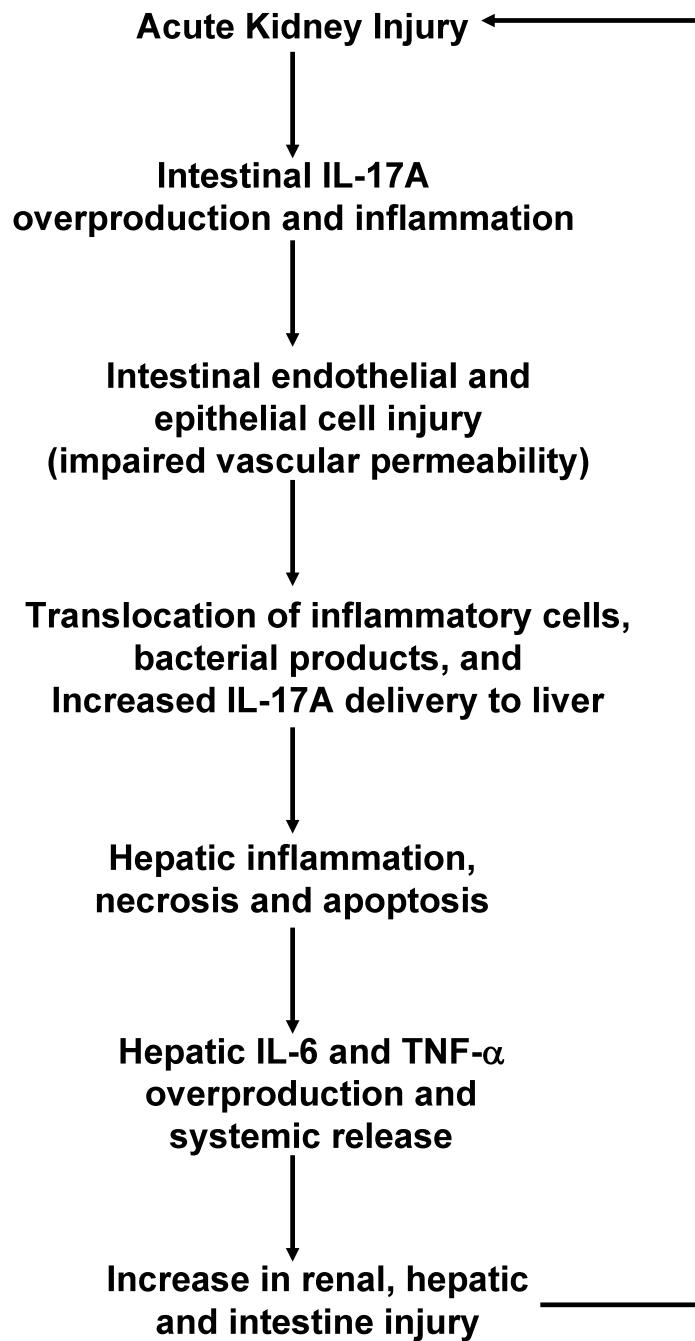 Acute Kidney Injury
Intestinal IL-17A
overproduction and inflammation
Intestinal endothelial and
epithelial cell injury
(impaired vascular permeability)
Translocation of inflammatory cells,
bacterial products, and
Increased IL-17A delivery to liver
Hepatic inflammation,
necrosis and apoptosis
Hepatic IL-6 and TNF-α
overproduction and
systemic release
Increase in renal, hepatic
and intestine injury